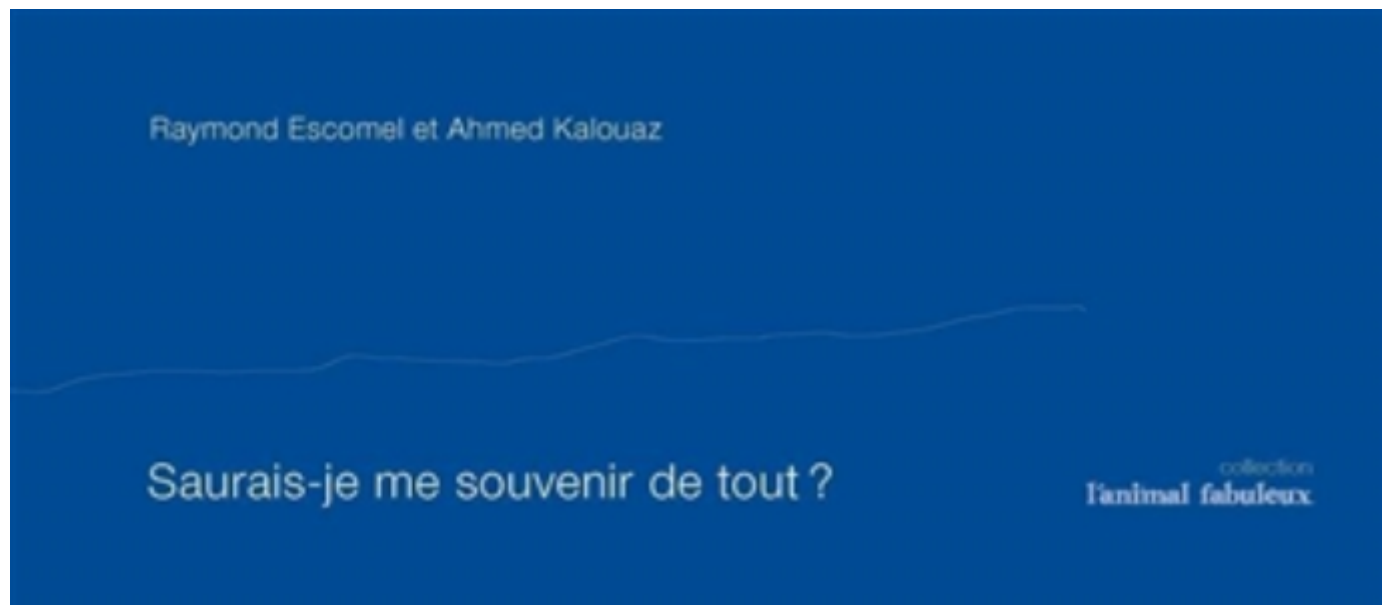 Raymond Escomel et Ahmed Kalouaz
Saurais-je me souvenir de tout ?
collection
l'animal fabuleux